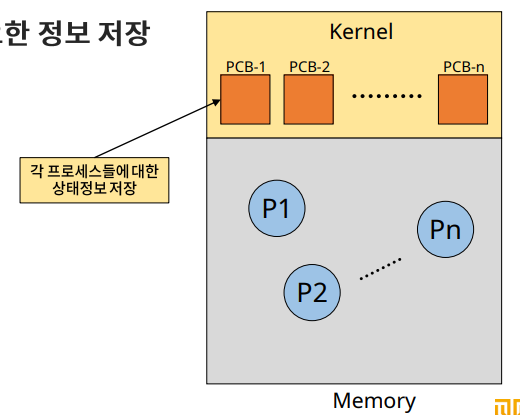 한 정보 저장
Kernel
PCB-1 PCB-2 PCB-n
각 프로세스들에 대한
상태정보 저장
P1
Pn
P2
Memory